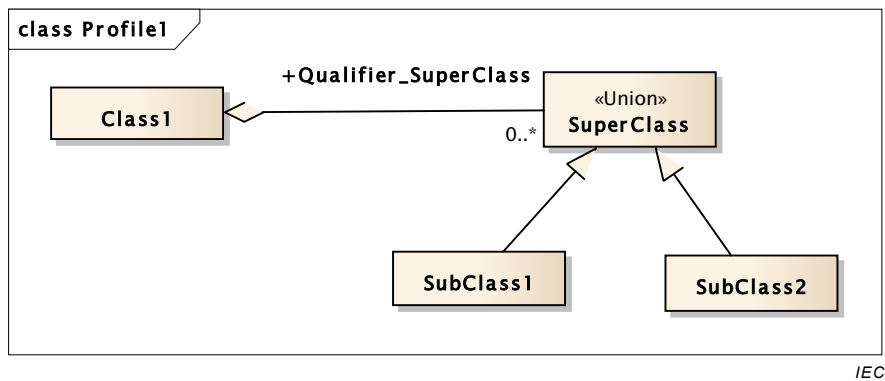 class Profile1
+Qualifier_SuperClass
Class1
«Union»
SuperClass
0..*
SubClass1
SubClass2
IEC